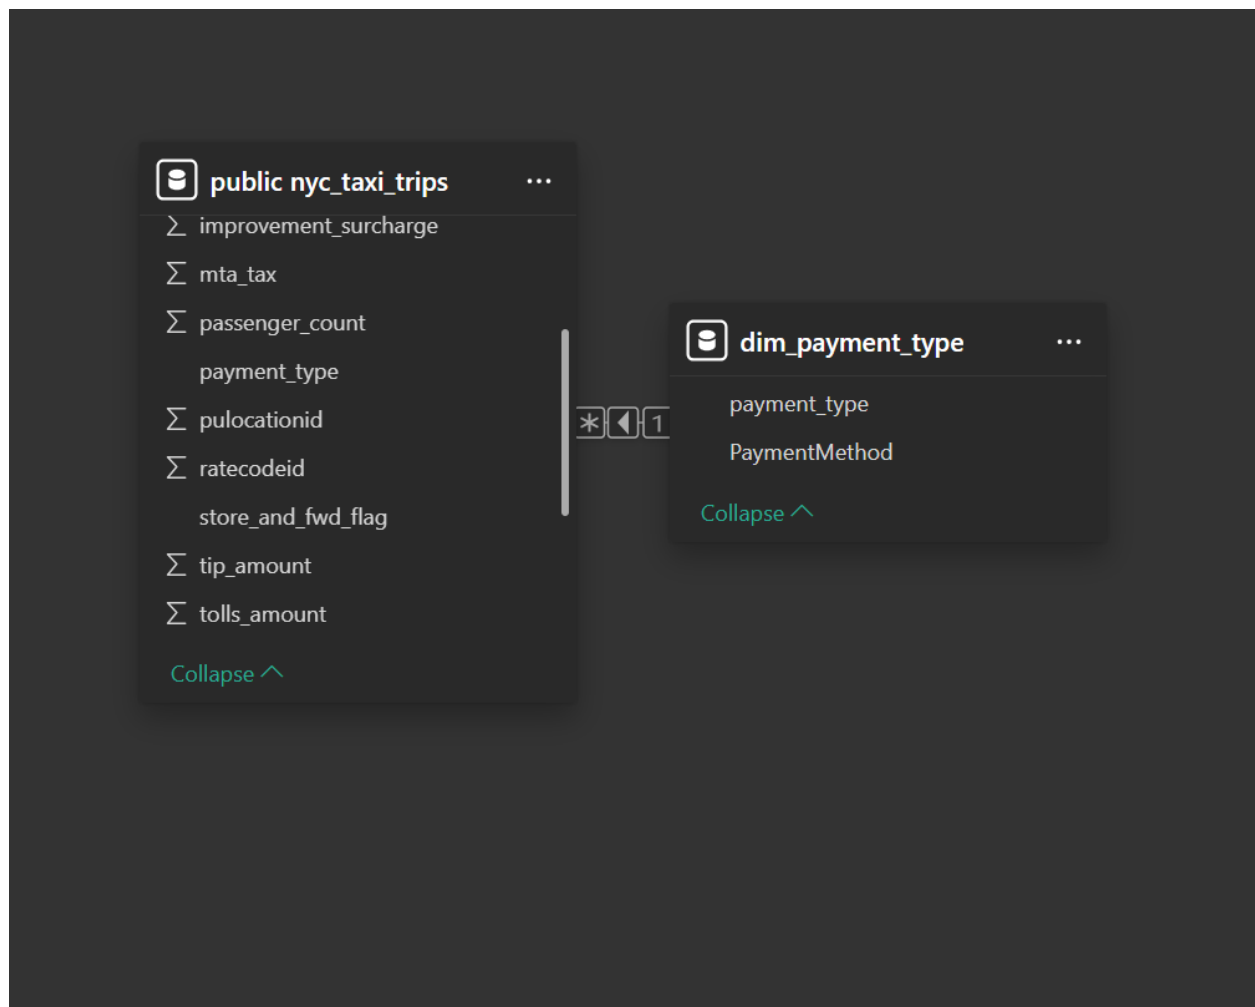 public nyc_taxi_trips
improvement_surcharge
mta_tax
passenger_count
payment_type
pulocationid
ratecodeid
store_and_fwd_flag
tip_amount
tolls_amount
Collapse
* 1
dim_payment_type
payment_type
PaymentMethod
Collapse